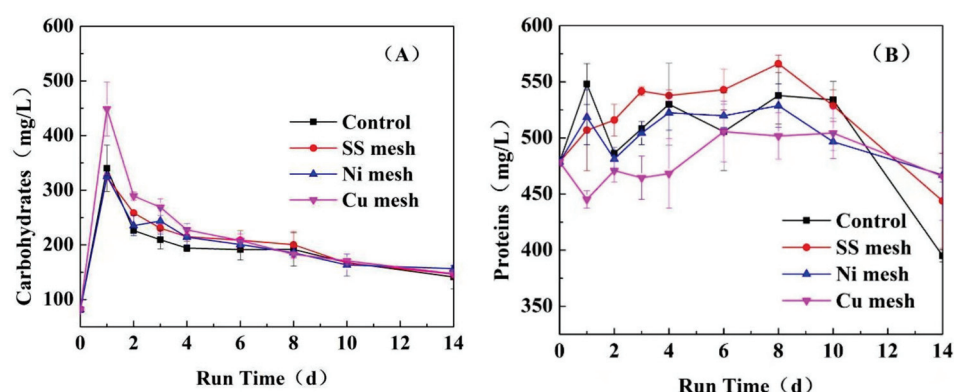 600
500
400
300
200
100
0 2 4 6 8 10 12 14
Carbohydrates (mg/L)
Run Time (d)
(A)
Control
SS mesh
Ni mesh
Cu mesh
600
550
500
450
400
350
0 2 4 6 8 10 12 14
Proteins (mg/L)
Run Time (d)
(B)
Control
SS mesh
Ni mesh
Cu mesh